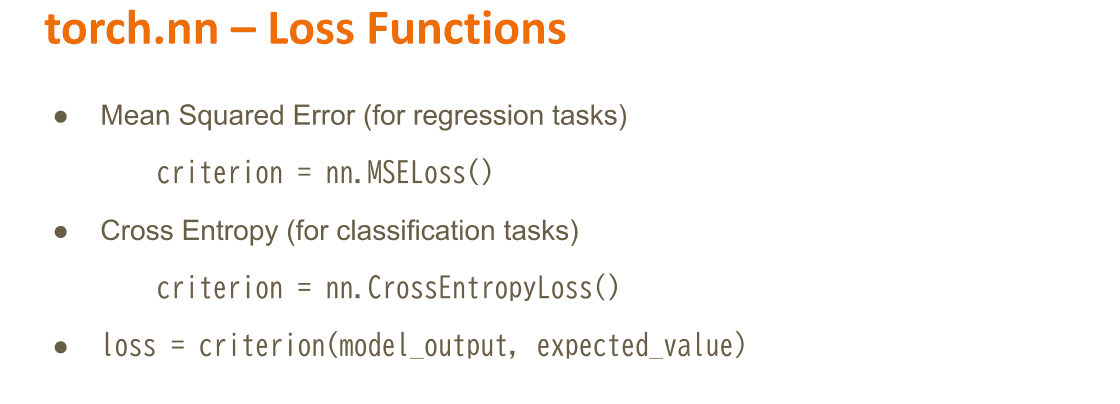 torch.nn – Loss Functions
● Mean Squared Error (for regression tasks)
criterion = nn.MSELoss()
● Cross Entropy (for classification tasks)
criterion = nn.CrossEntropyLoss()
● loss = criterion(model_output, expected_value)